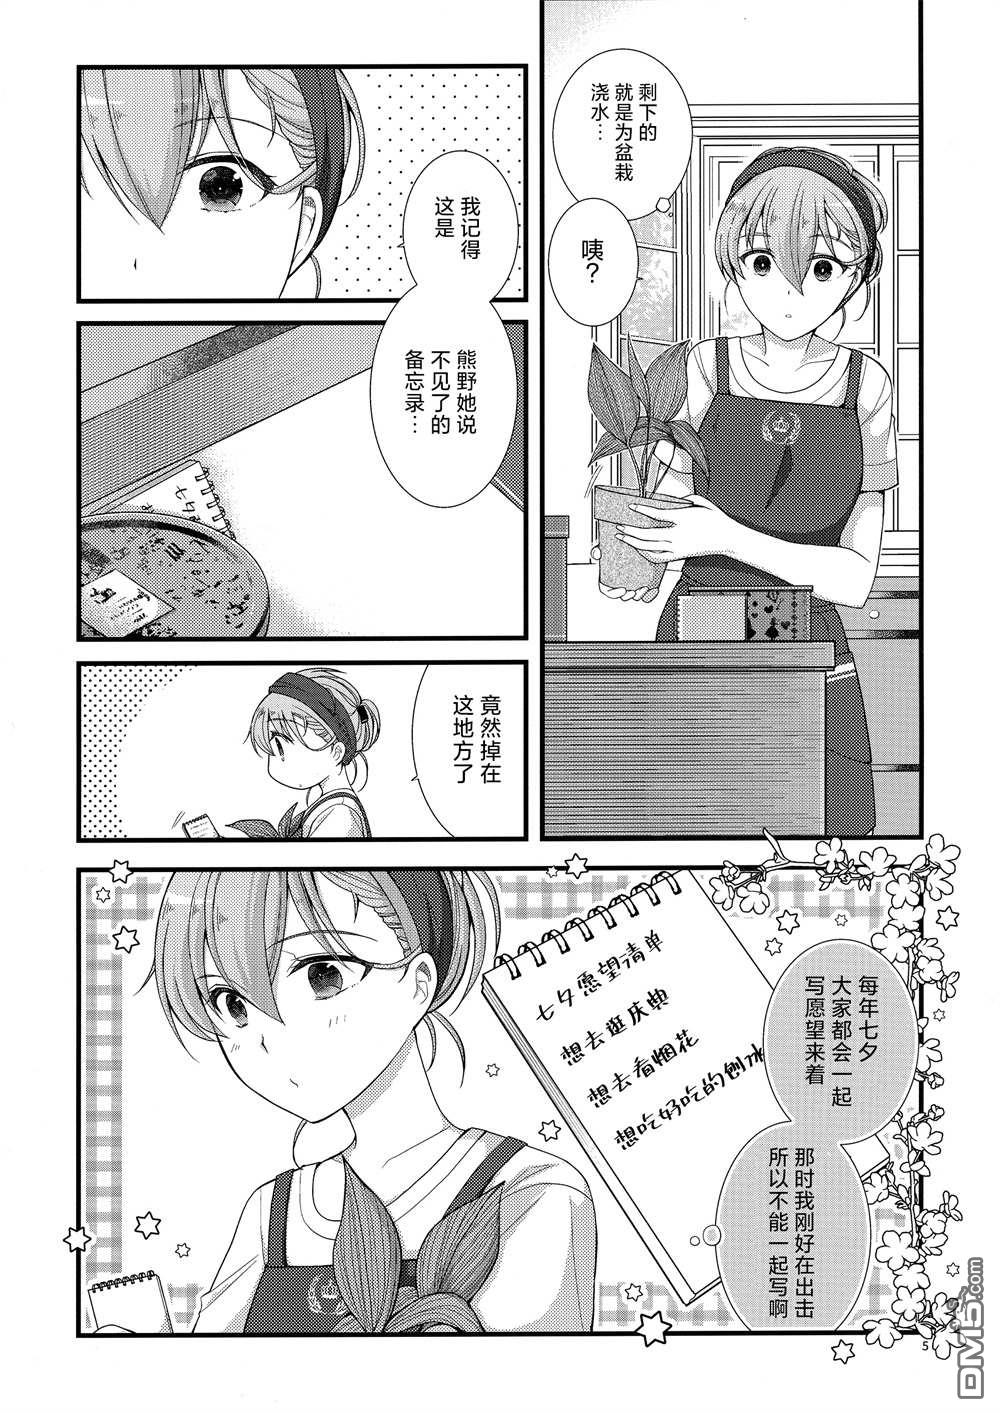 剩下的
就是为盆栽
浇水…
咦？
我记得
这是
熊野她说
不见了的
备忘录…
七夕
竟然掉在
这地方了
每年七夕
大家都会一起
写愿望来着
七夕愿望清单
想去逛庆典
想去看烟花
想吃好吃的刨冰
那时我刚好在出击
所以不能一起写啊
5
DM5.com